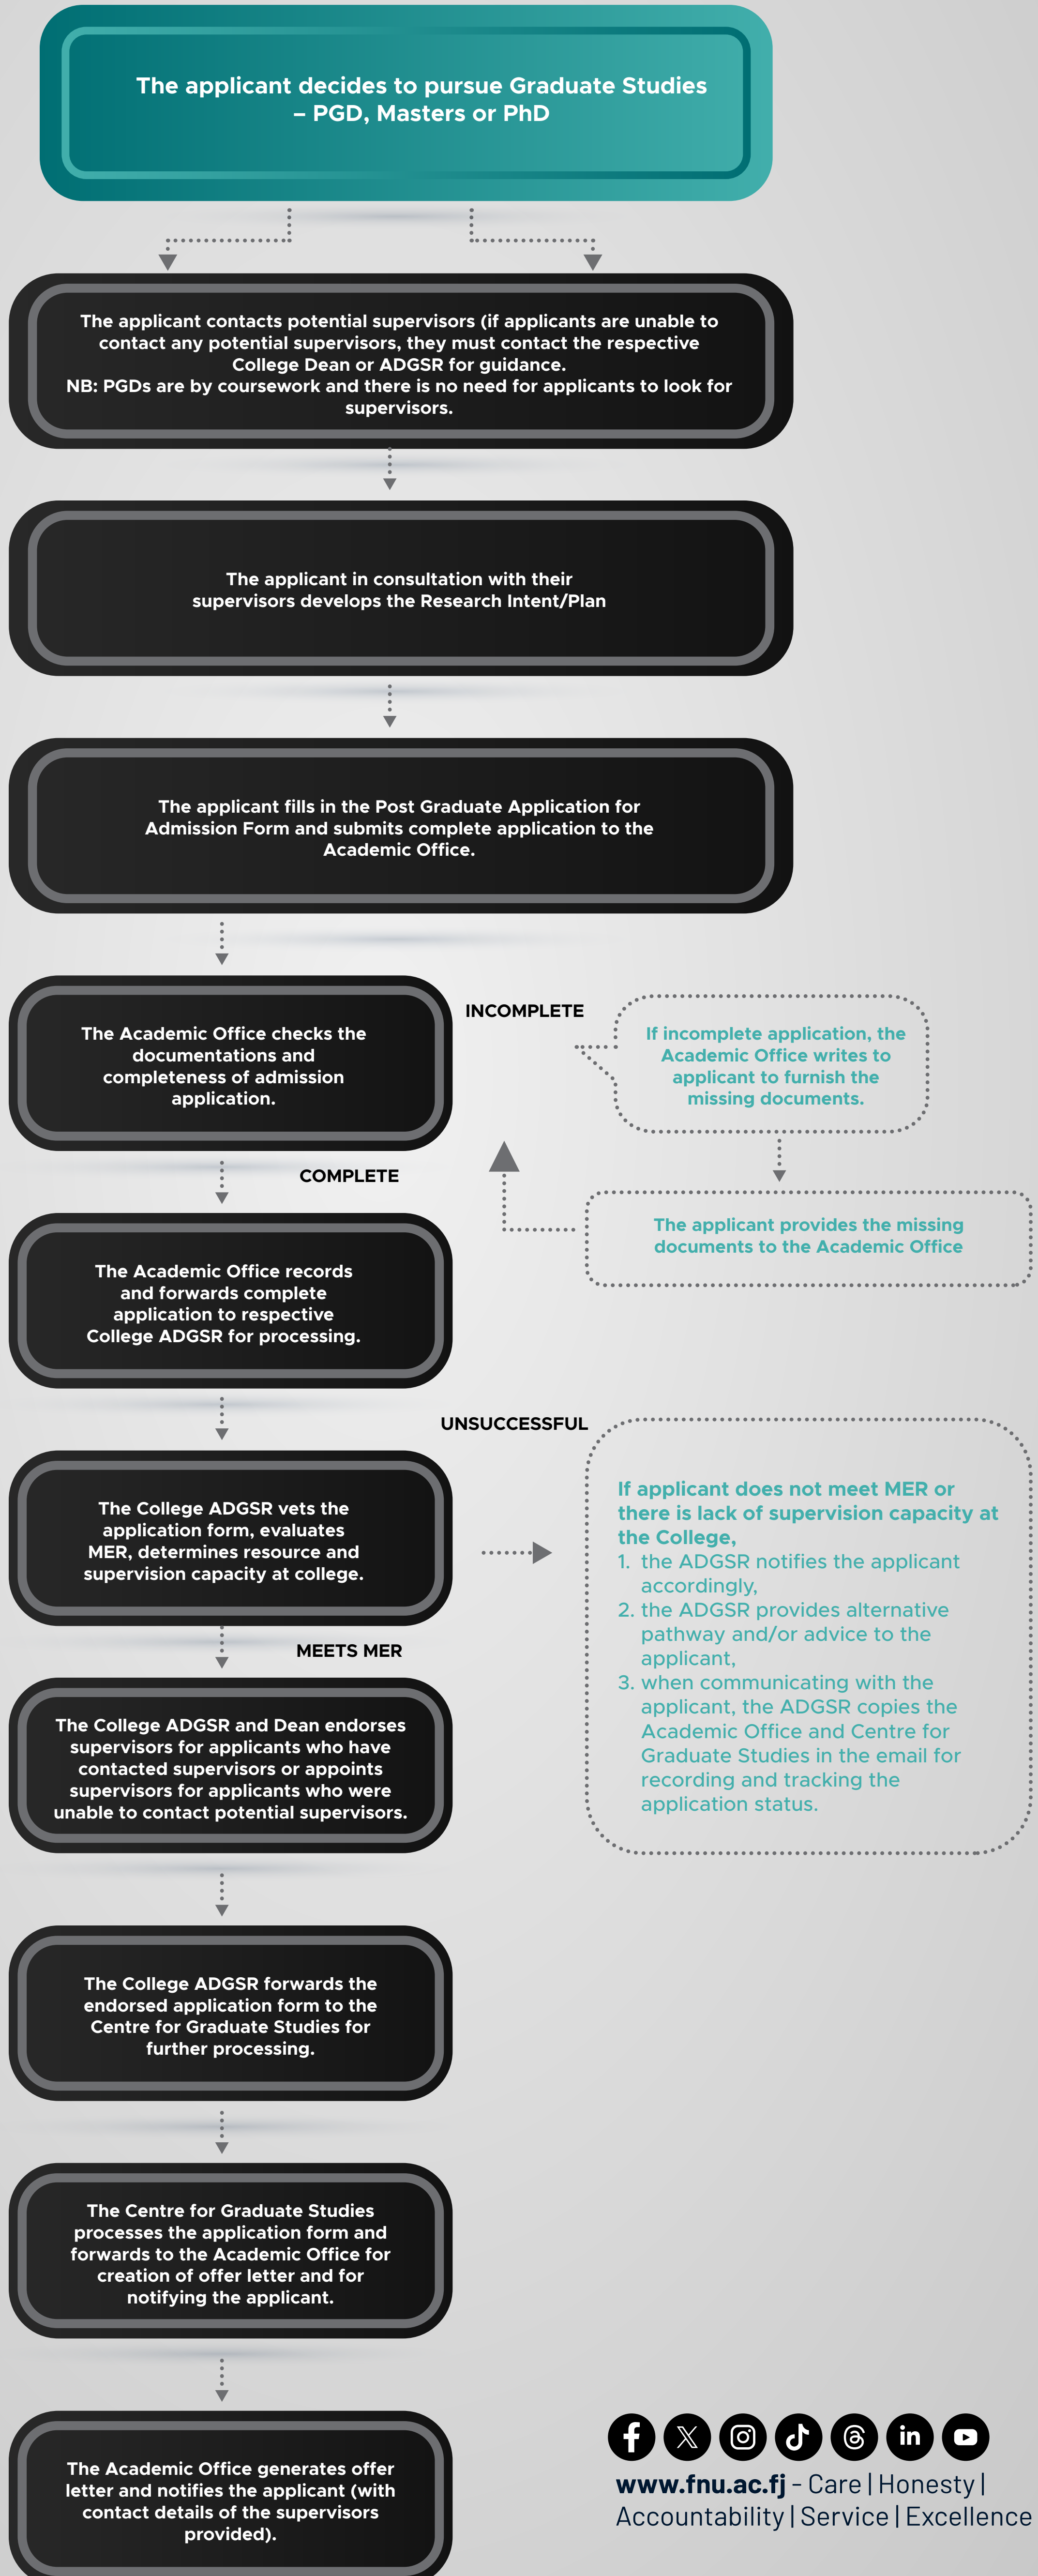 The applicant decides to pursue Graduate Studies
– PGD, Masters or PhD
The applicant contacts potential supervisors (if applicants are unable to
contact any potential supervisors, they must contact the respective
College Dean or ADGSR for guidance.
NB: PGDs are by coursework and there is no need for applicants to look for
supervisors.
The applicant in consultation with their
supervisors develops the Research Intent/Plan
The applicant fills in the Post Graduate Application for
Admission Form and submits complete application to the
Academic Office.
The Academic Office checks the
documentations and
completeness of admission
application.
INCOMPLETE
If incomplete application, the
Academic Office writes to
applicant to furnish the
missing documents.
COMPLETE
The applicant provides the missing
documents to the Academic Office
The Academic Office records
and forwards complete
application to respective
College ADGSR for processing.
UNSUCCESSFUL
The College ADGSR vets the
application form, evaluates
MER, determines resource and
supervision capacity at college.
If applicant does not meet MER or
there is lack of supervision capacity at
the College,
1. the ADGSR notifies the applicant
accordingly,
2. the ADGSR provides alternative
pathway and/or advice to the
applicant,
3. when communicating with the
applicant, the ADGSR copies the
Academic Office and Centre for
Graduate Studies in the email for
recording and tracking the
application status.
MEETS MER
The College ADGSR and Dean endorses
supervisors for applicants who have
contacted supervisors or appoints
supervisors for applicants who were
unable to contact potential supervisors.
The College ADGSR forwards the
endorsed application form to the
Centre for Graduate Studies for
further processing.
The Centre for Graduate Studies
processes the application form and
forwards to the Academic Office for
creation of offer letter and for
notifying the applicant.
The Academic Office generates offer
letter and notifies the applicant (with
contact details of the supervisors
provided).
www.fnu.ac.fj - Care | Honesty |
Accountability | Service | Excellence